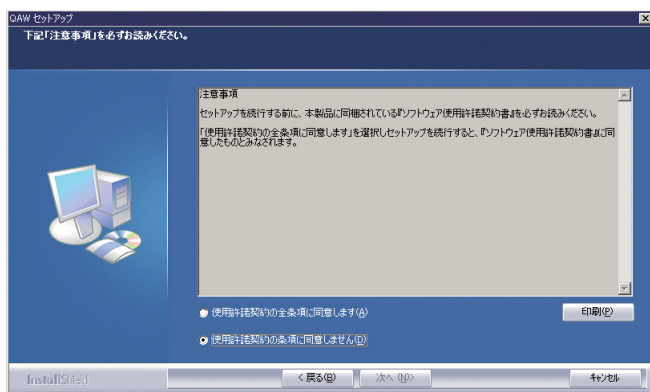 QAW セットアップ
下記「注意事項」を必ずお読みください。
注意事項
セットアップを続行する前に、本製品に同梱されている『ソフトウェア使用許諾契約書』を必ずお読みください。
「使用許諾契約の全条項に同意します」を選択しセットアップを続行すると、『ソフトウェア使用許諾契約書』に同
意したものとみなされます。
使用許諾契約の全条項に同意します(A)
印刷(P)
使用許諾契約の条項に同意しません(D)
InstallShield
< 戻る(B)
次へ (N)>
キャンセル